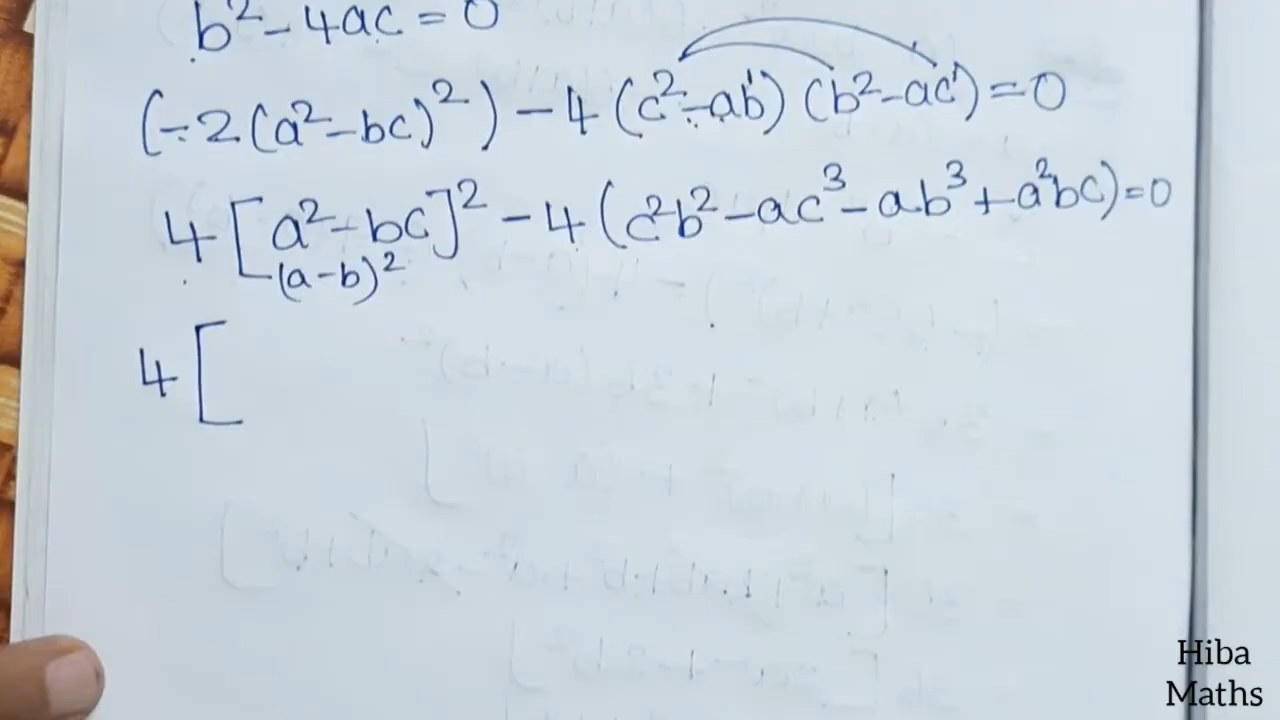 b² - 4ac = 0
(-2(a² - bc)²) - 4(c² - ab)(b² - ac) = 0
4[a² - bc]² - 4(c²b² - ac³ - ab³ + a²bc) = 0
(a - b)²
4[
Hiba
Maths